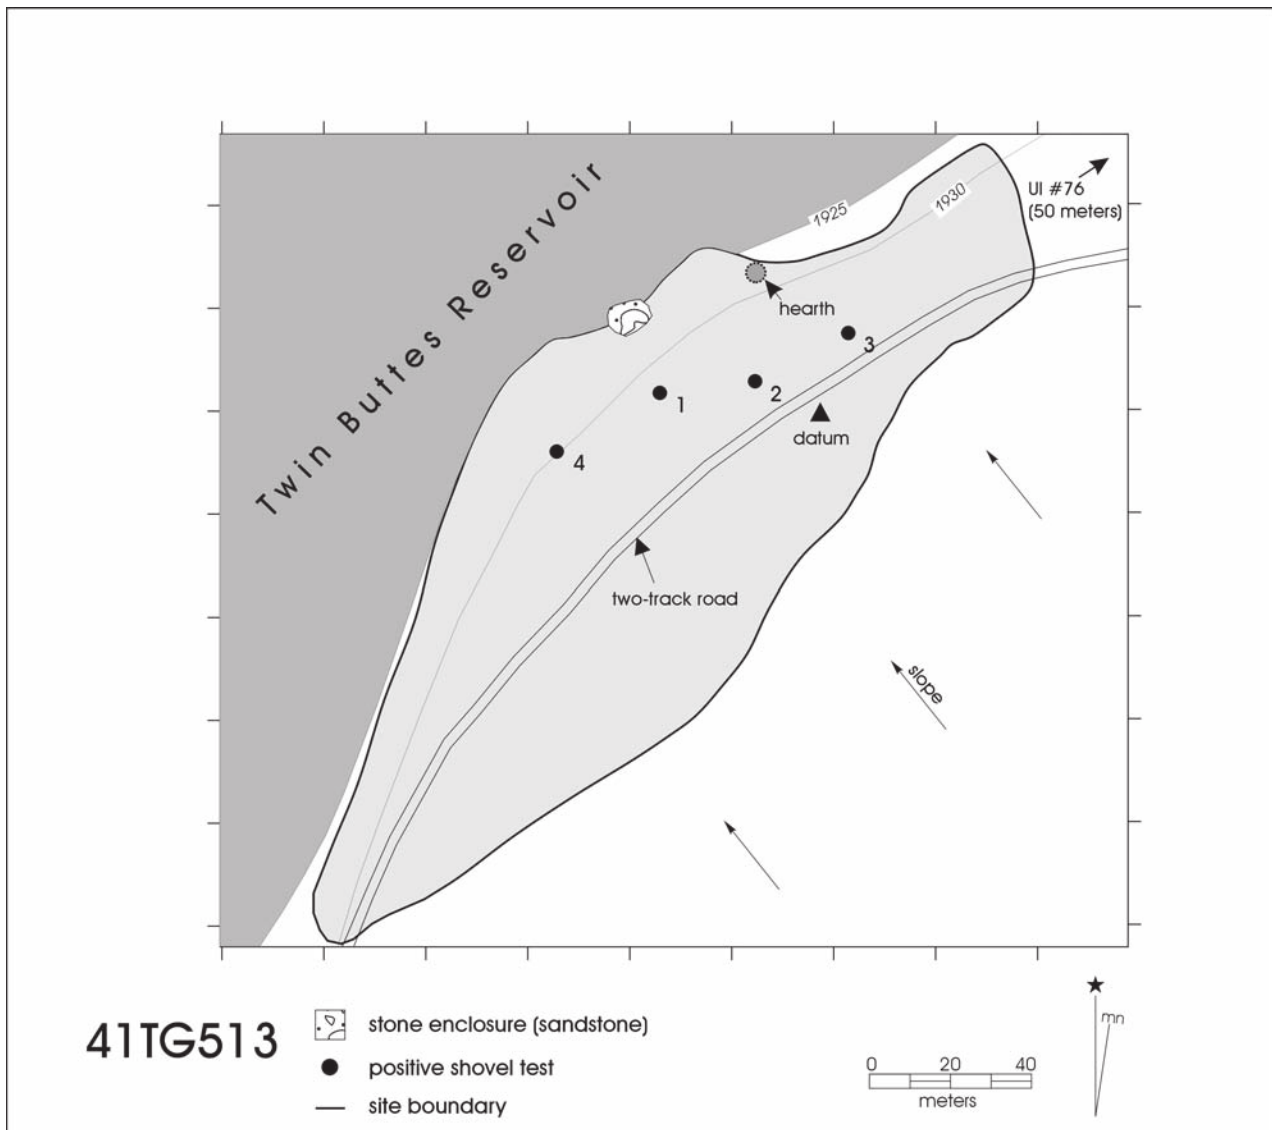 Twin Buttes Reservoir
1925
1930
UI #76
(50 meters)
hearth
3
2
1
datum
4
two-track road
slope
41TG513
stone enclosure (sandstone)
positive shovel test
site boundary
0 20 40
meters
mn